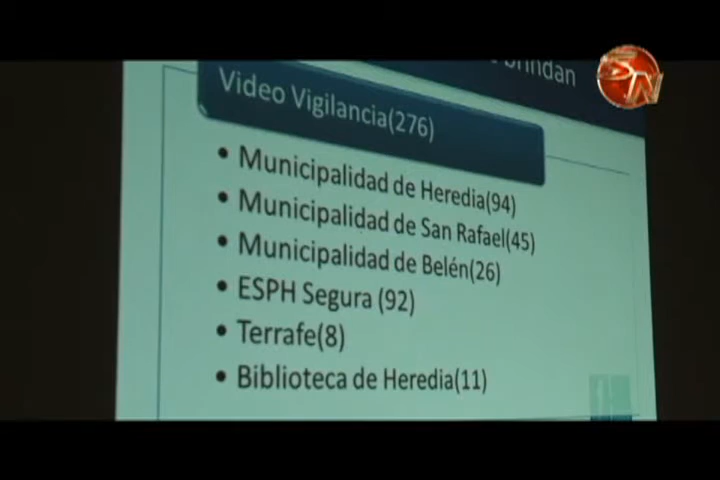 brindan
Video Vigilancia(276)
• Municipalidad de Heredia(94)
• Municipalidad de San Rafael(45)
• Municipalidad de Belén(26)
• ESPH Segura (92)
• Terrafe(8)
• Biblioteca de Heredia(11)